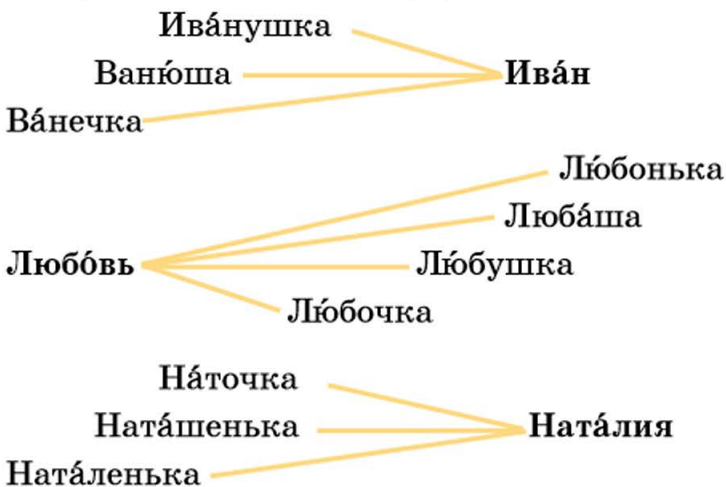 Ива́нушка
Ваню́ша Ива́н
Ва́нечка
Лю́бонька
Люба́ша
Любо́вь Лю́бушка
Лю́бочка
На́точка
Ната́шенька Ната́лия
Ната́ленька